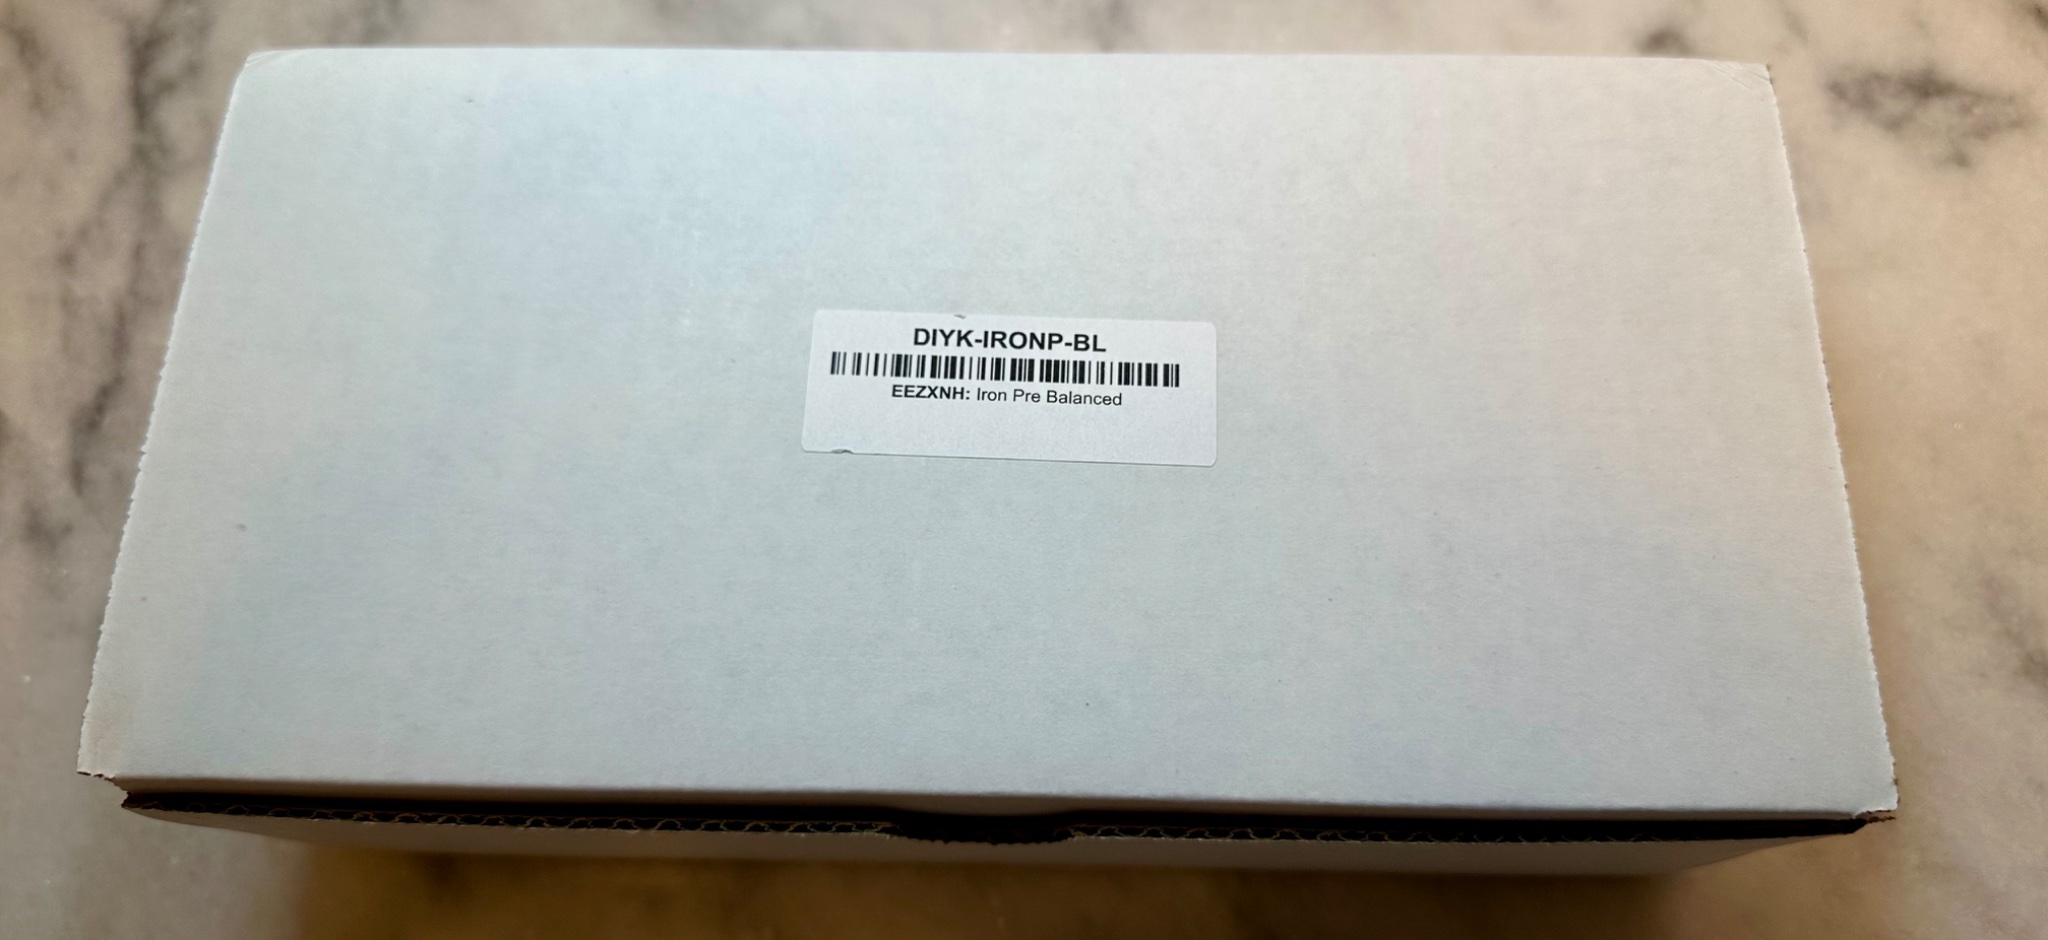 DIYK-IRONP-BL
EEZXNH: Iron Pre Balanced